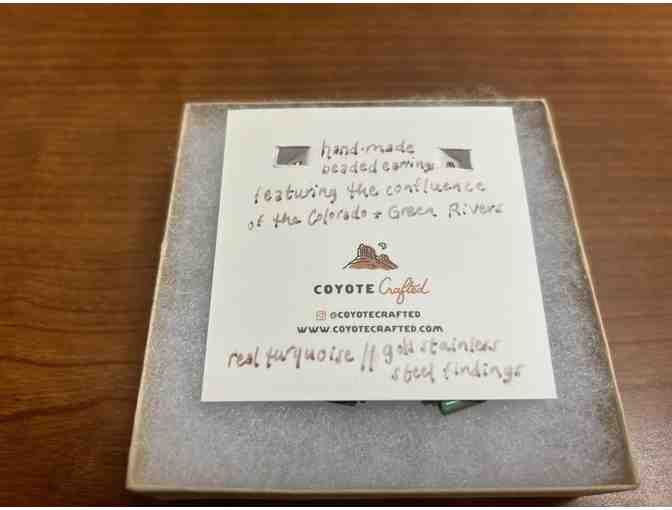 hand-made
beaded earrings
featuring the confluence
of the Colorado + Green Rivers
COYOTE Crafted
@COYOTECRAFTED
WWW.COYOTECRAFTED.COM
real turquoise // gold stainless
steel findings